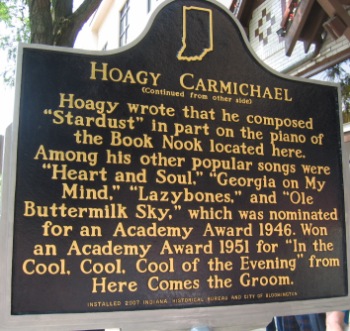 HOAGY CARMICHAEL
(Continued from other side)
Hoagy wrote that he composed
“Stardust” in part on the piano of
the Book Nook located here.
Among his other popular songs were
“Heart and Soul,” “Georgia on My
Mind,” “Lazybones,” and “Ole
Buttermilk Sky,” which was nominated
for an Academy Award 1946. Won
an Academy Award 1951 for “In the
Cool, Cool, Cool of the Evening” from
Here Comes the Groom.
INSTALLED 2007 INDIANA HISTORICAL BUREAU AND CITY OF BLOOMINGTON